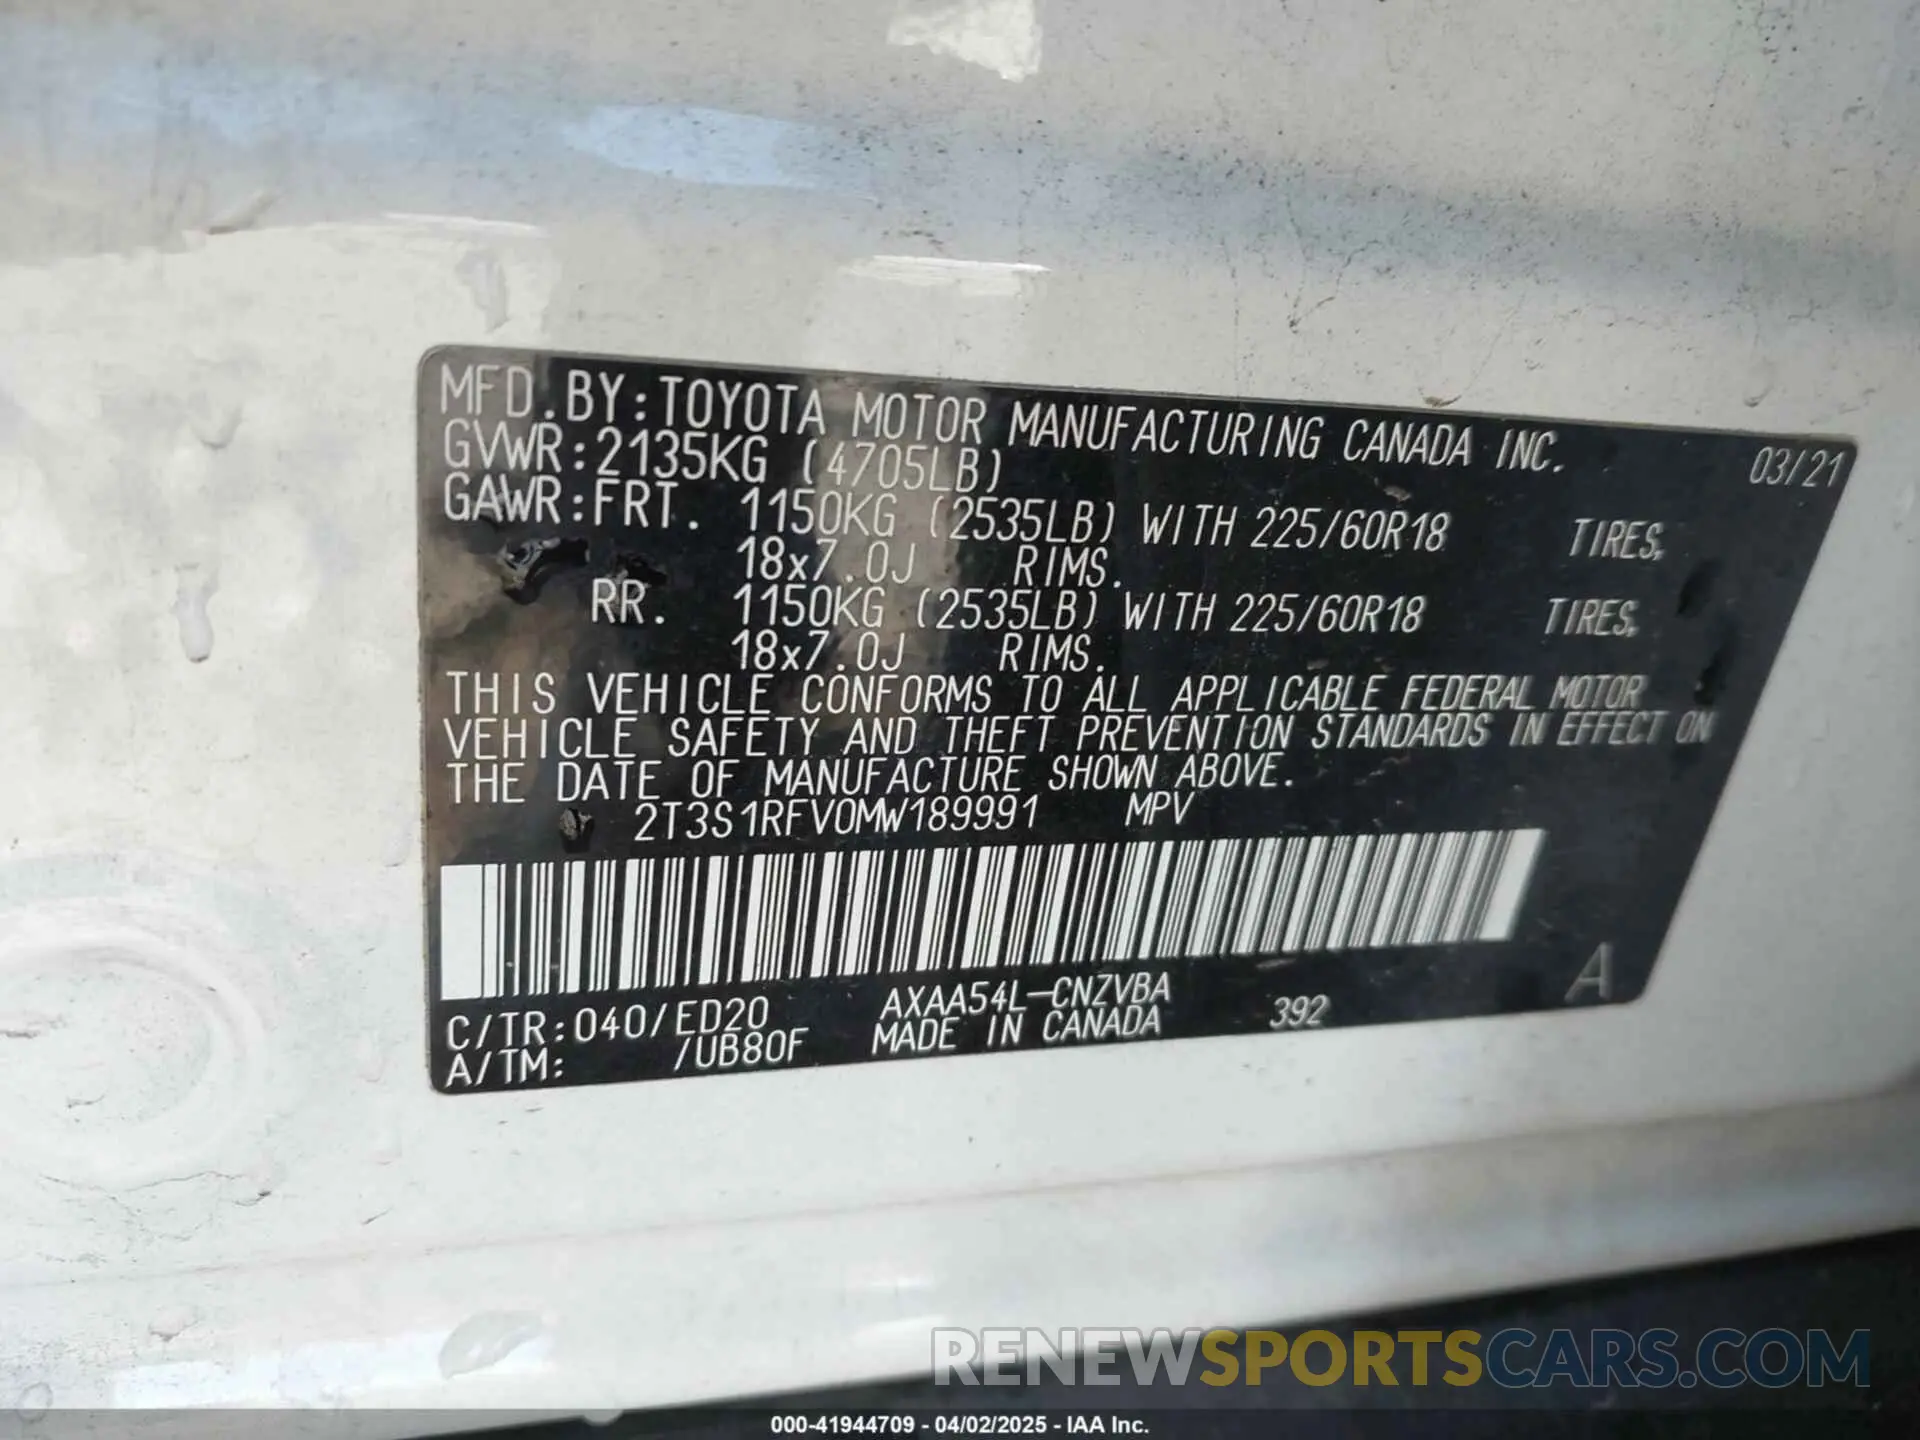 MFD.BY:TOYOTA MOTOR MANUFACTURING CANADA INC. 03/21
GVWR:2135KG (4705LB)
GAWR:FRT. 1150KG (2535LB) WITH 225/60R18 TIRES,
18x7.0J RIMS.
RR. 1150KG (2535LB) WITH 225/60R18 TIRES,
18x7.0J RIMS.
THIS VEHICLE CONFORMS TO ALL APPLICABLE FEDERAL MOTOR
VEHICLE SAFETY AND THEFT PREVENTION STANDARDS IN EFFECT ON
THE DATE OF MANUFACTURE SHOWN ABOVE.
2T3S1RFV0MW189991 MPV
C/TR:040/ED20 AXAA54L-CNZVBA 392 A
A/TM: /UB80F MADE IN CANADA
RENEWSPORTSCARS.COM
000-41944709 - 04/02/2025 - IAA Inc.